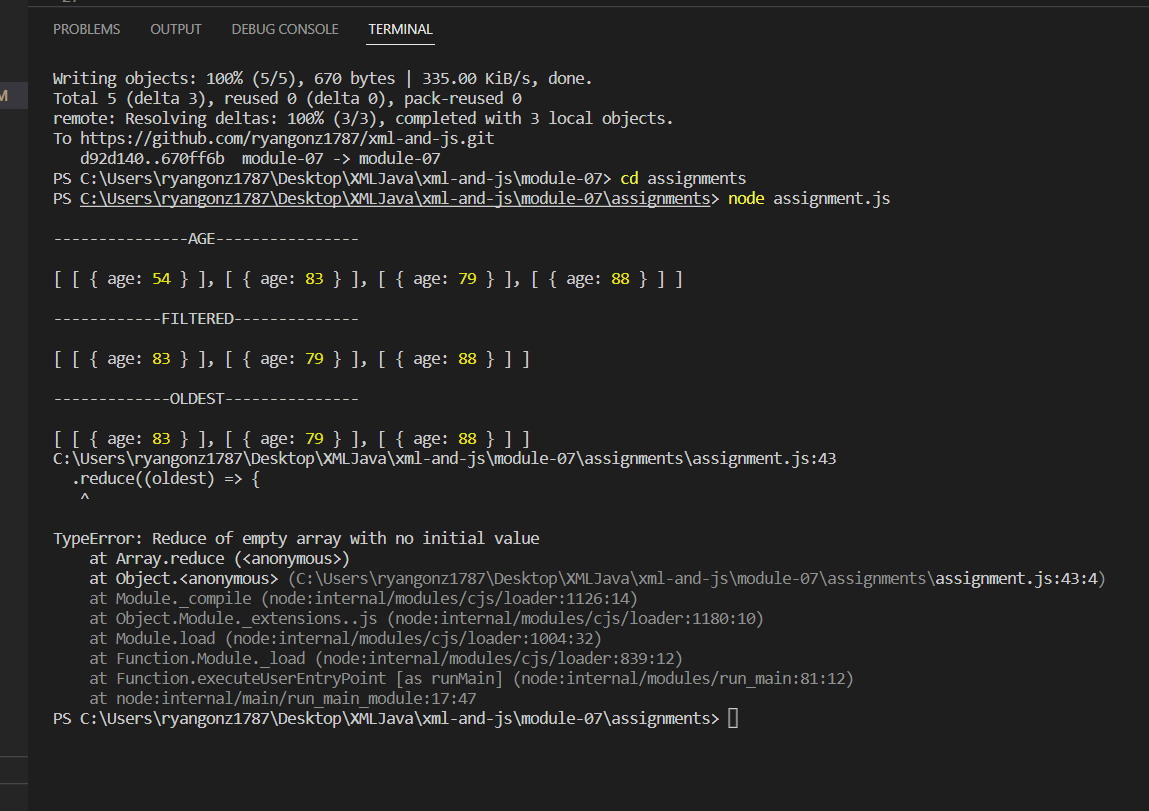 PROBLEMS OUTPUT DEBUG CONSOLE TERMINAL
Writing objects: 100% (5/5), 670 bytes | 335.00 KiB/s, done.
Total 5 (delta 3), reused 0 (delta 0), pack-reused 0
remote: Resolving deltas: 100% (3/3), completed with 3 local objects.
To https://github.com/ryangonz1787/xml-and-js.git
   d92d140..670ff6b  module-07 -> module-07
PS C:\Users\ryangonz1787\Desktop\XMLJava\xml-and-js\module-07> cd assignments
M
PS C:\Users\ryangonz1787\Desktop\XMLJava\xml-and-js\module-07\assignments> node assignment.js
---------------AGE----------------
[ [ { age: 54 } ], [ { age: 83 } ], [ { age: 79 } ], [ { age: 88 } ] ]
------------FILTERED--------------
[ [ { age: 83 } ], [ { age: 79 } ], [ { age: 88 } ] ]
-------------OLDEST---------------
[ [ { age: 83 } ], [ { age: 79 } ], [ { age: 88 } ] ]
C:\Users\ryangonz1787\Desktop\XMLJava\xml-and-js\module-07\assignments\assignment.js:43
  .reduce((oldest) => {
   ^
TypeError: Reduce of empty array with no initial value
    at Array.reduce (<anonymous>)
    at Object.<anonymous> (C:\Users\ryangonz1787\Desktop\XMLJava\xml-and-js\module-07\assignments\assignment.js:43:4)
    at Module._compile (node:internal/modules/cjs/loader:1126:14)
    at Object.Module._extensions..js (node:internal/modules/cjs/loader:1180:10)
    at Module.load (node:internal/modules/cjs/loader:1004:32)
    at Function.Module._load (node:internal/modules/cjs/loader:839:12)
    at Function.executeUserEntryPoint [as runMain] (node:internal/modules/run_main:81:12)
    at node:internal/main/run_main_module:17:47
PS C:\Users\ryangonz1787\Desktop\XMLJava\xml-and-js\module-07\assignments>